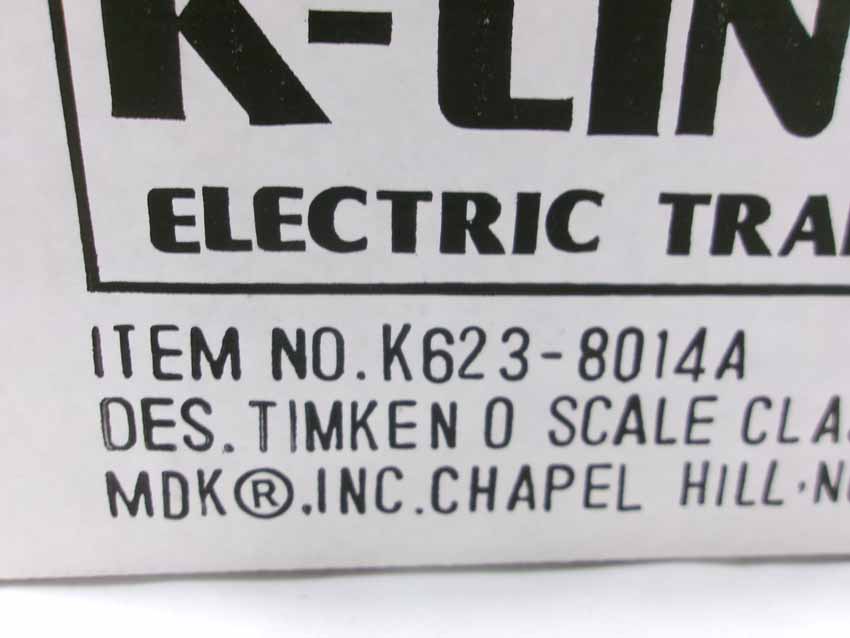 K-LIN
ELECTRIC TRA
ITEM NO. K623-8014A
DES. TIMKEN O SCALE CLA
MDK®.INC. CHAPEL HILL·N